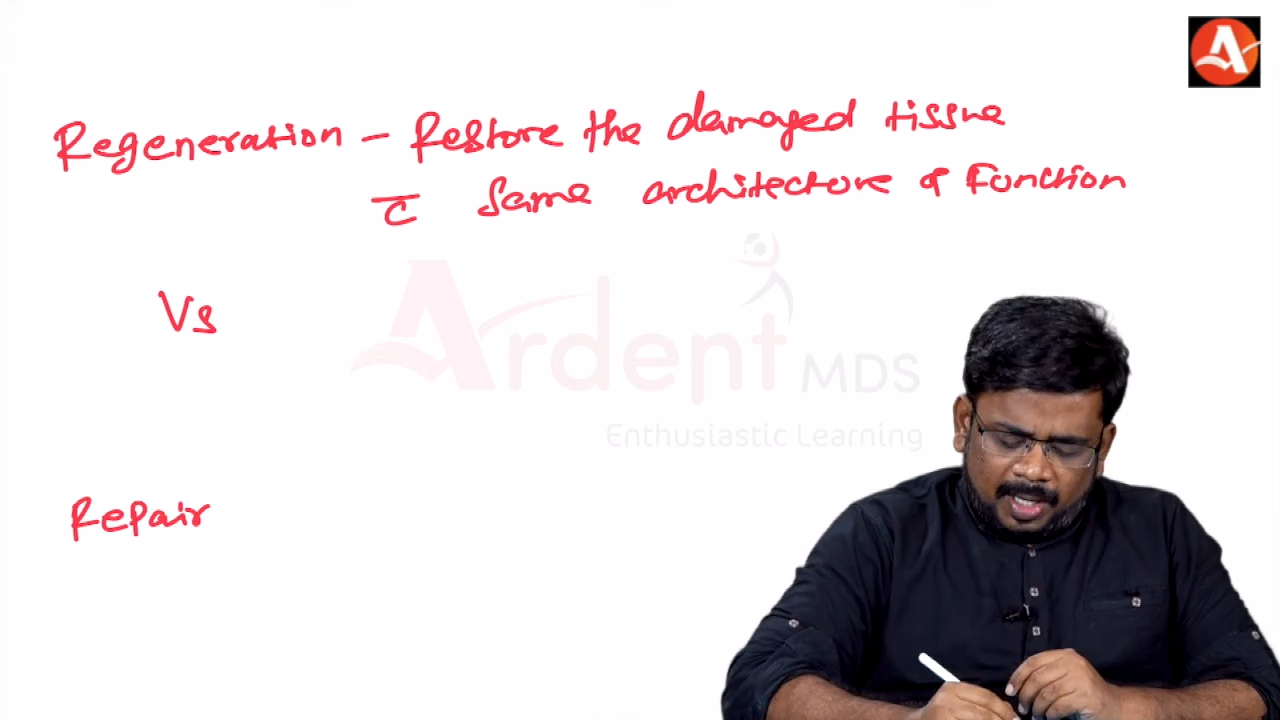 Regeneration - Restore the damaged tissue
c̅ same architecture & Function
Vs
Ardent MDS
Enthusiastic Learning
Repair